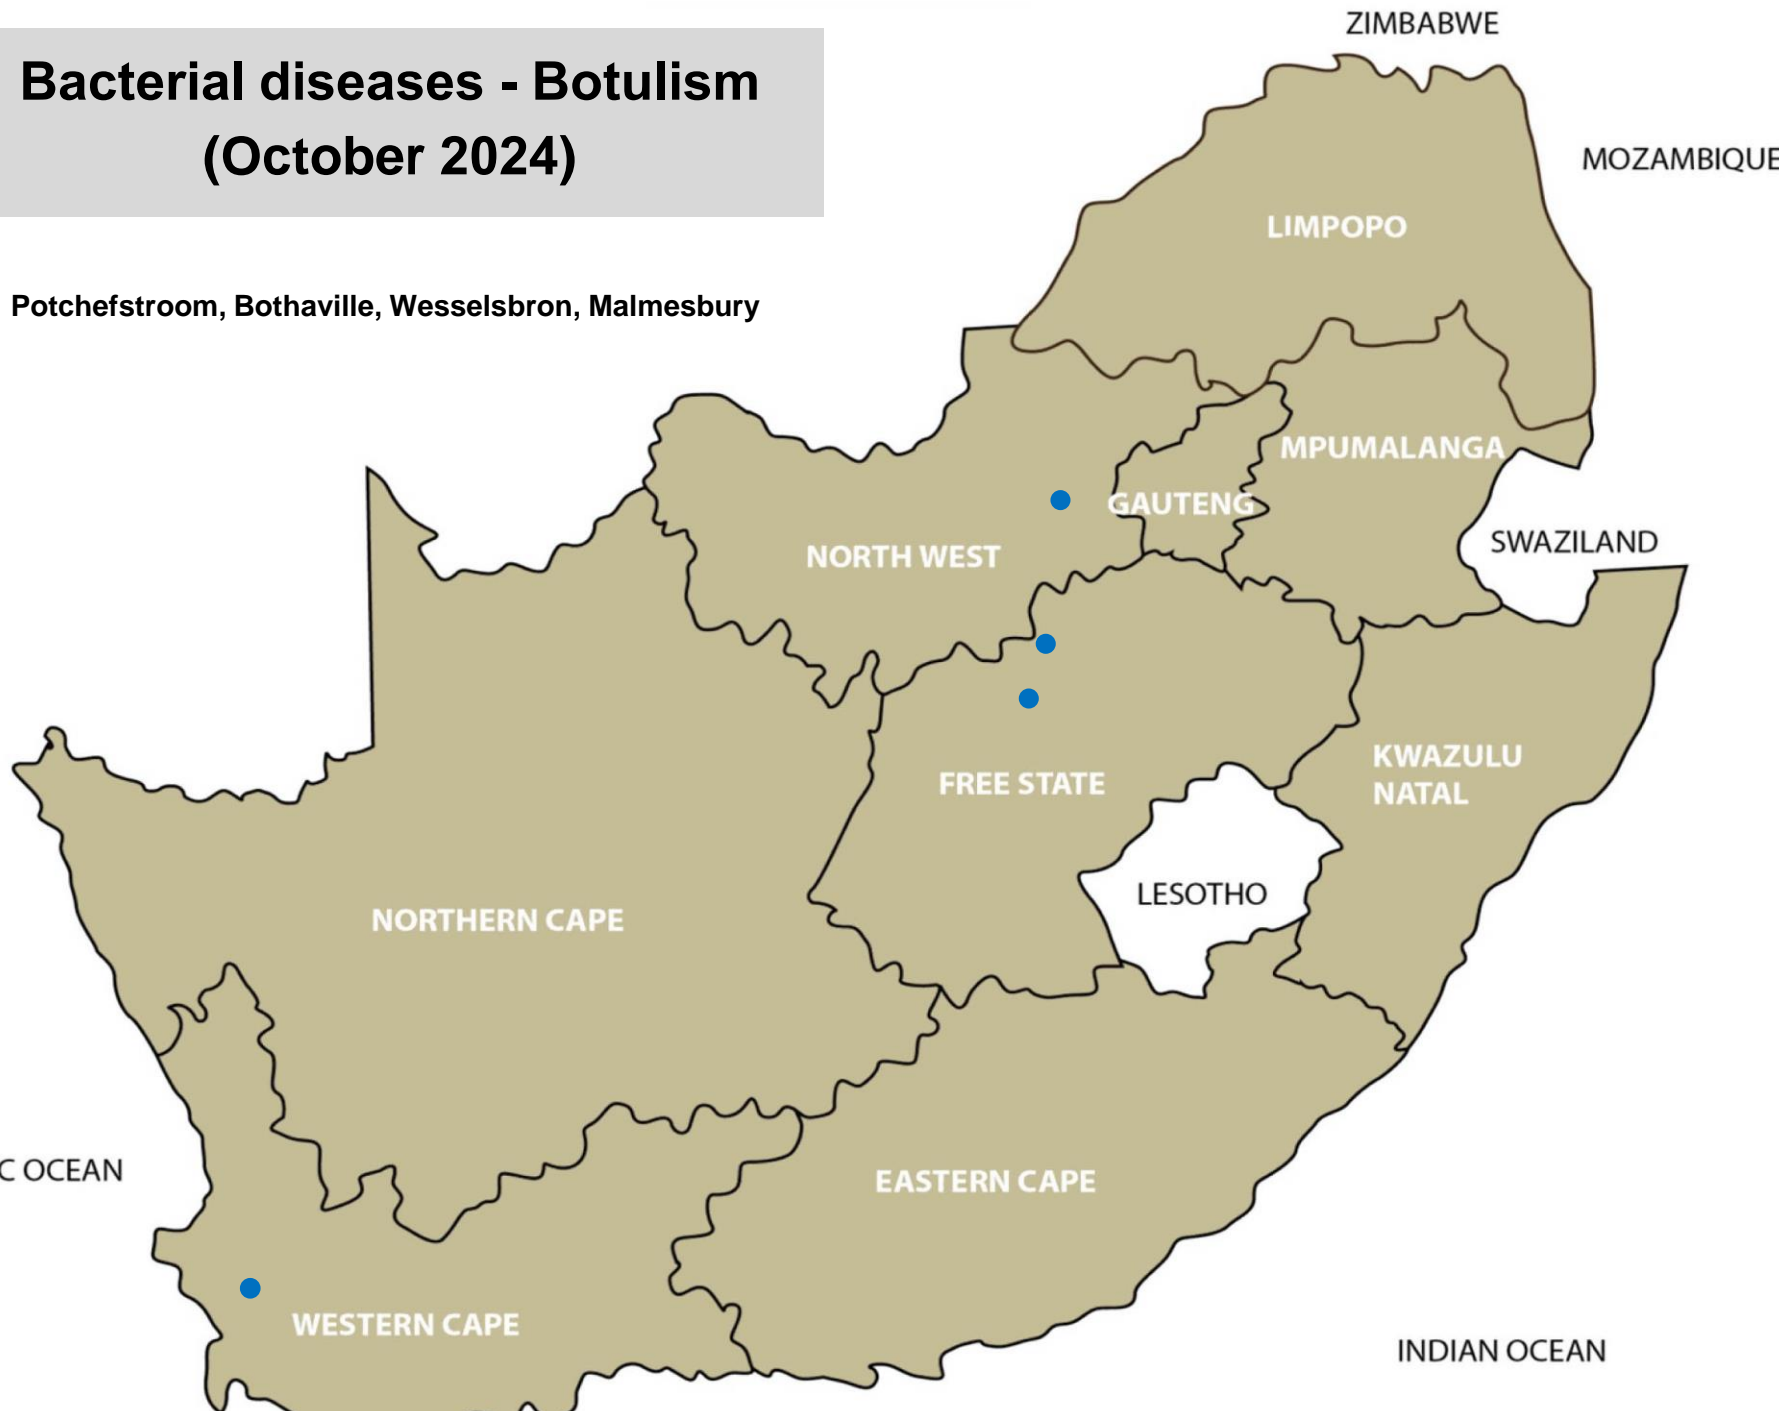 Bacterial diseases - Botulism
(October 2024)
Potchefstroom, Bothaville, Wesselsbron, Malmesbury
ZIMBABWE
MOZAMBIQUE
LIMPOPO
MPUMALANGA
GAUTENG
SWAZILAND
NORTH WEST
KWAZULU
NATAL
FREE STATE
LESOTHO
NORTHERN CAPE
C OCEAN
EASTERN CAPE
WESTERN CAPE
INDIAN OCEAN